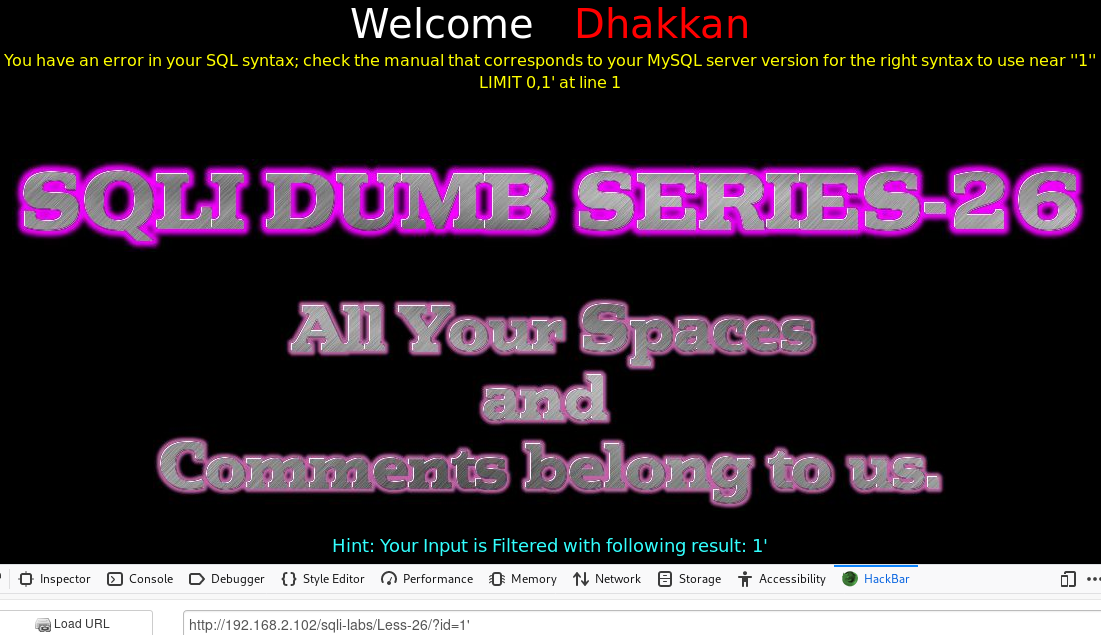 Welcome Dhakkan
You have an error in your SQL syntax; check the manual that corresponds to your MySQL server version for the right syntax to use near ''1''
LIMIT 0,1' at line 1
SQLI DUMB SERIES-26
All Your Spaces
and
Comments belong to us.
Hint: Your Input is Filtered with following result: 1'
Inspector Console Debugger {} Style Editor Performance Memory Network Storage Accessibility HackBar
Load URL http://192.168.2.102/sqli-labs/Less-26/?id=1'